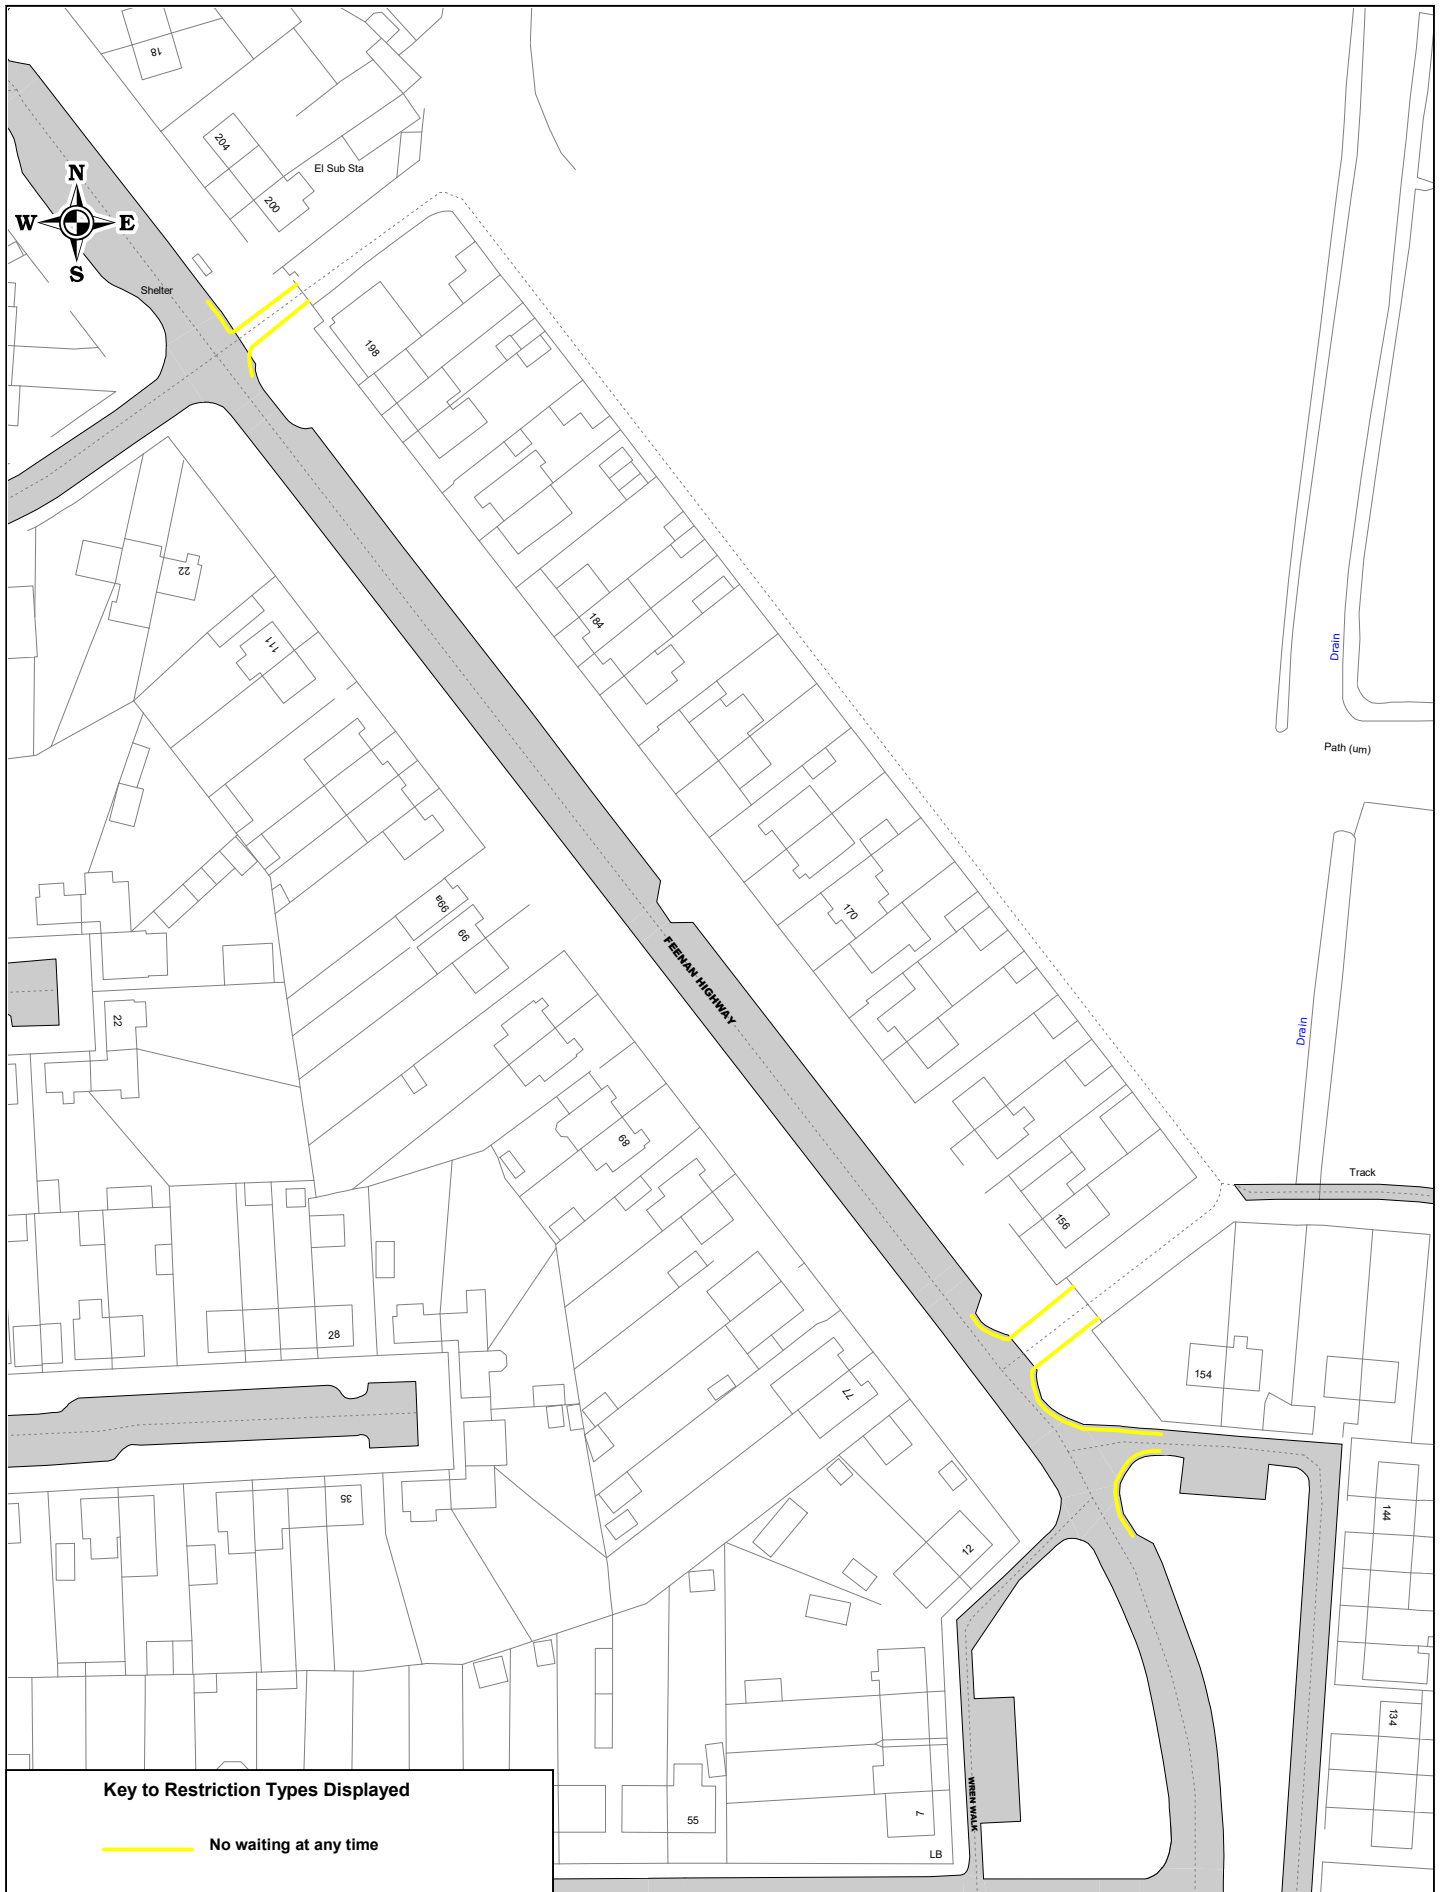 18
204
El Sub Sta
200
N
W E
S
Shelter
198
22
111
184
Drain
Path (um)
99a
99
170
FEENAN HIGHWAY
22
Drain
89
Track
156
28
77
154
35
12
144
134
WREN WALK
7
55
LB
Key to Restriction Types Displayed
No waiting at any time